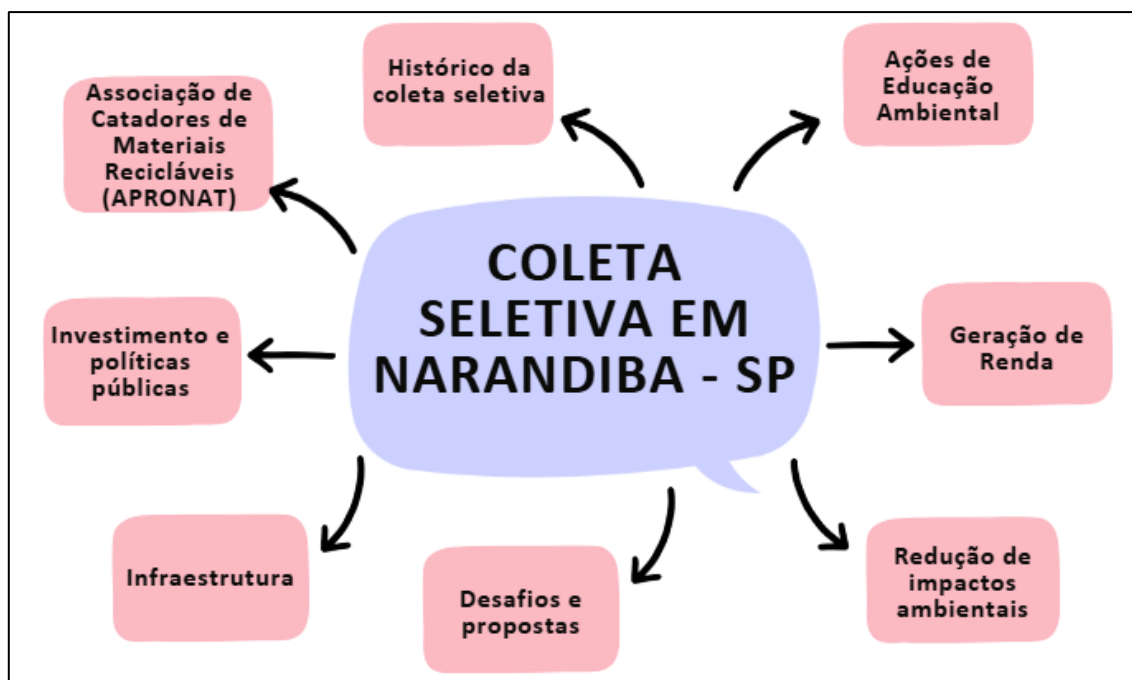 COLETA
SELETIVA EM
NARANDIBA - SP
Histórico da
coleta seletiva
Ações de
Educação
Ambiental
Geração de
Renda
Redução de
impactos
ambientais
Desafios e
propostas
Infraestrutura
Investimento e
políticas
públicas
Associação de
Catadores de
Materiais
Recicláveis
(APRONAT)